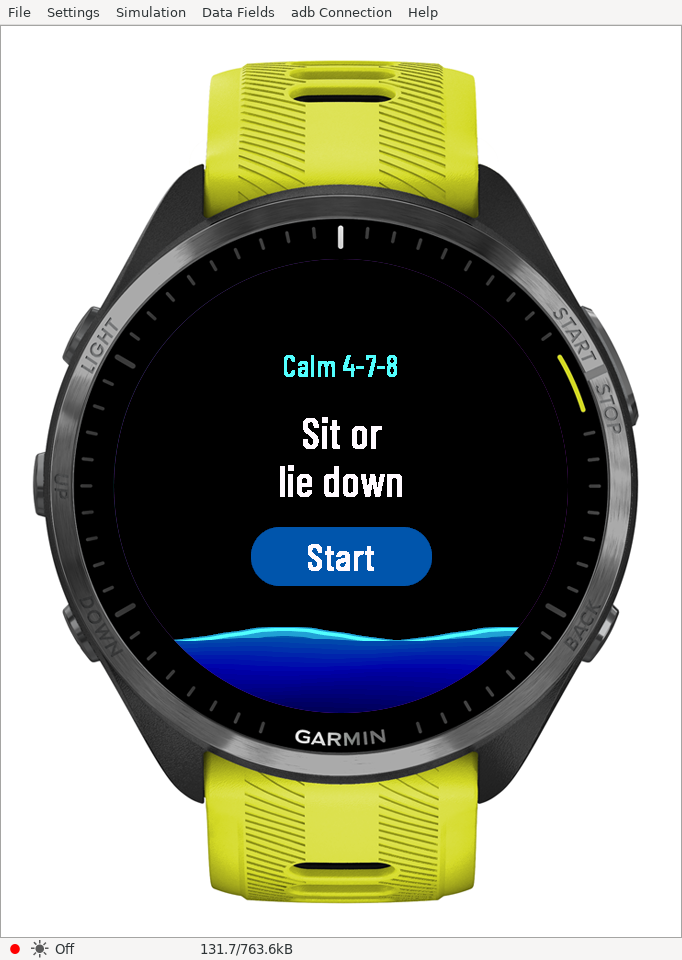 File Settings Simulation Data Fields adb Connection Help
LIGHT
START
STOP
UP
DOWN
BACK
Calm 4-7-8
Sit or
lie down
Start
GARMIN
Off 131.7/763.6kB